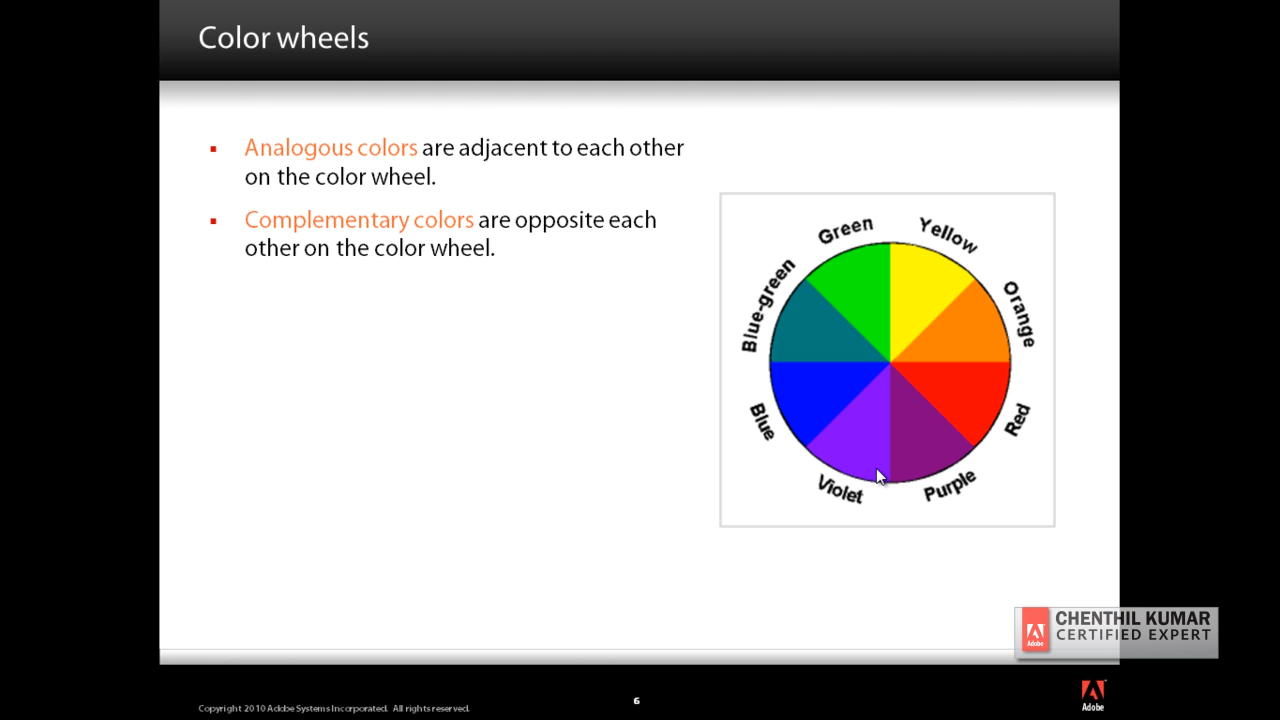 Color wheels
Analogous colors are adjacent to each other
on the color wheel.
Complementary colors are opposite each
other on the color wheel.
Green
Yellow
Blue-green
Orange
Blue
Red
Violet
Purple
CHENTHIL KUMAR
CERTIFIED EXPERT
Adobe
Copyright 2010 Adobe Systems Incorporated. All rights reserved.
6
Adobe